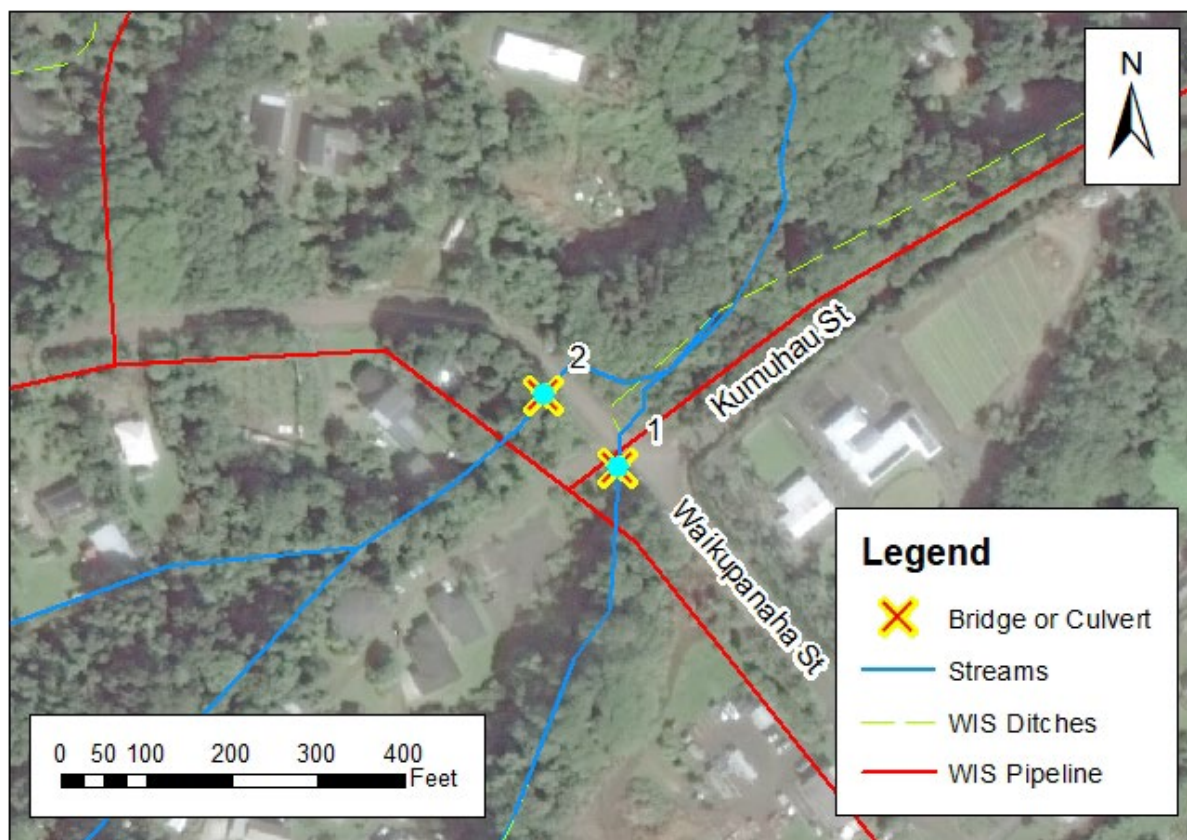 N
2
1
Kumuhau St
Waikupanaha St
Legend
Bridge or Culvert
Streams
WIS Ditches
WIS Pipeline
0 50 100 200 300 400
Feet